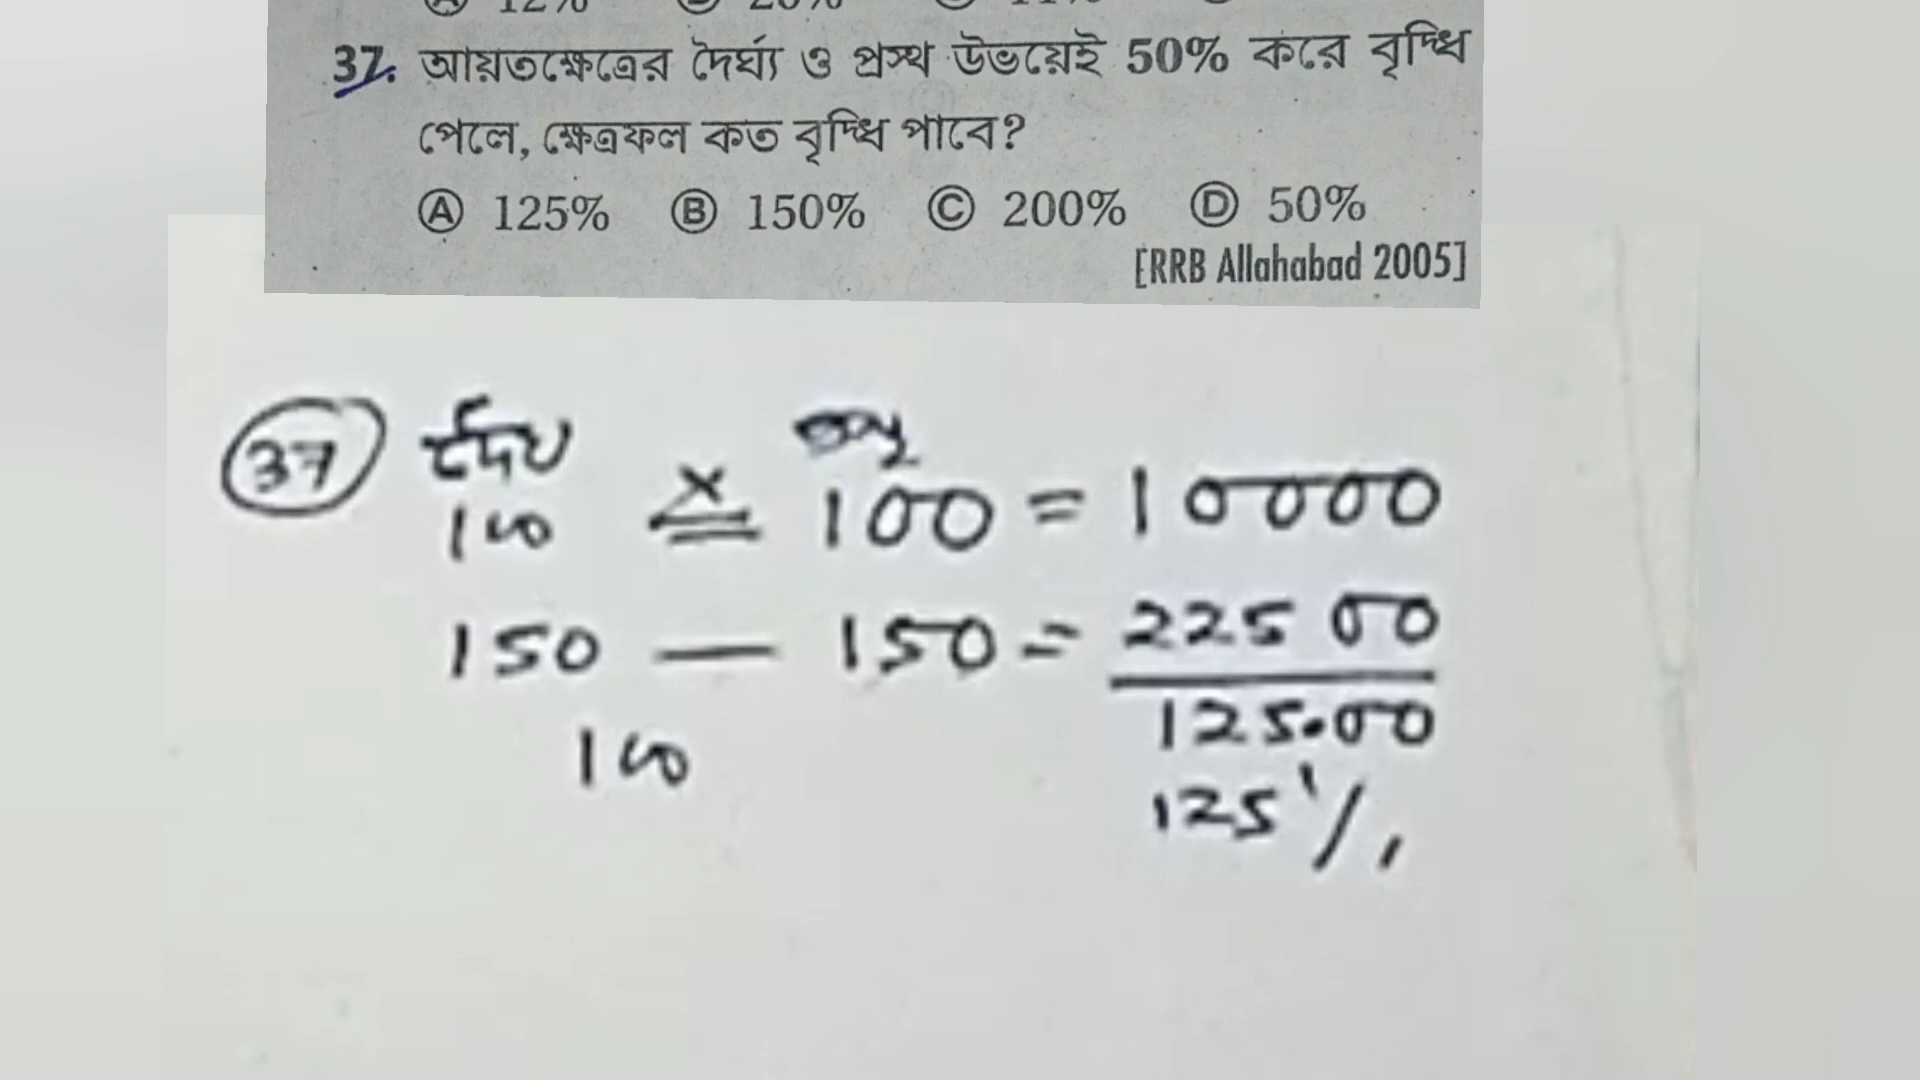 37. আয়তক্ষেত্রের দৈর্ঘ্য ও প্রস্থ উভয়েই 50% করে বৃদ্ধি
পেলে, ক্ষেত্রফল কত বৃদ্ধি পাবে?
Ⓐ 125% Ⓑ 150% Ⓒ 200% Ⓓ 50%
[RRB Allahabad 2005]
37
100 × 100 = 10000
150 — 150 = 22500
100 125.00
125%